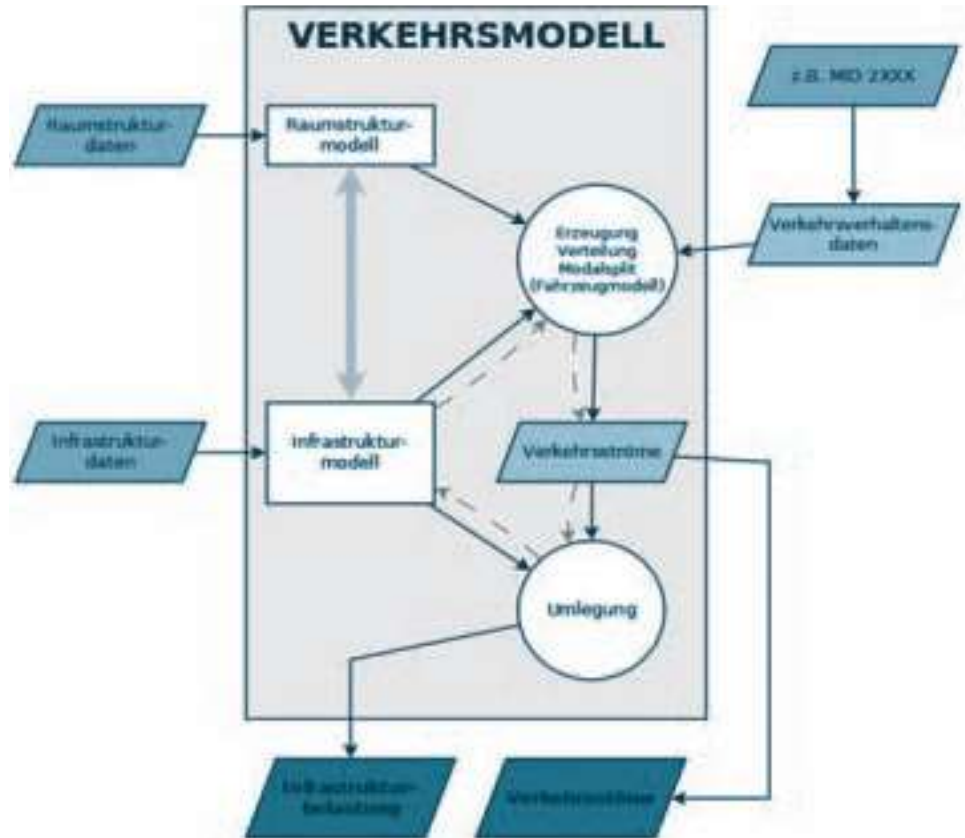 VERKEHRSMODELL
z.B. MID 2XXX
Raumstruktur-
daten
Raumstruktur-
modell
Erzeugung
Verteilung
Modalsplit
(Fahrzeugmodell)
Verkehrsverhaltens-
daten
Infrastruktur-
daten
Infrastruktur-
modell
Verkehrsströme
Umlegung
Infrastruktur-
belastung
Verkehrsströme